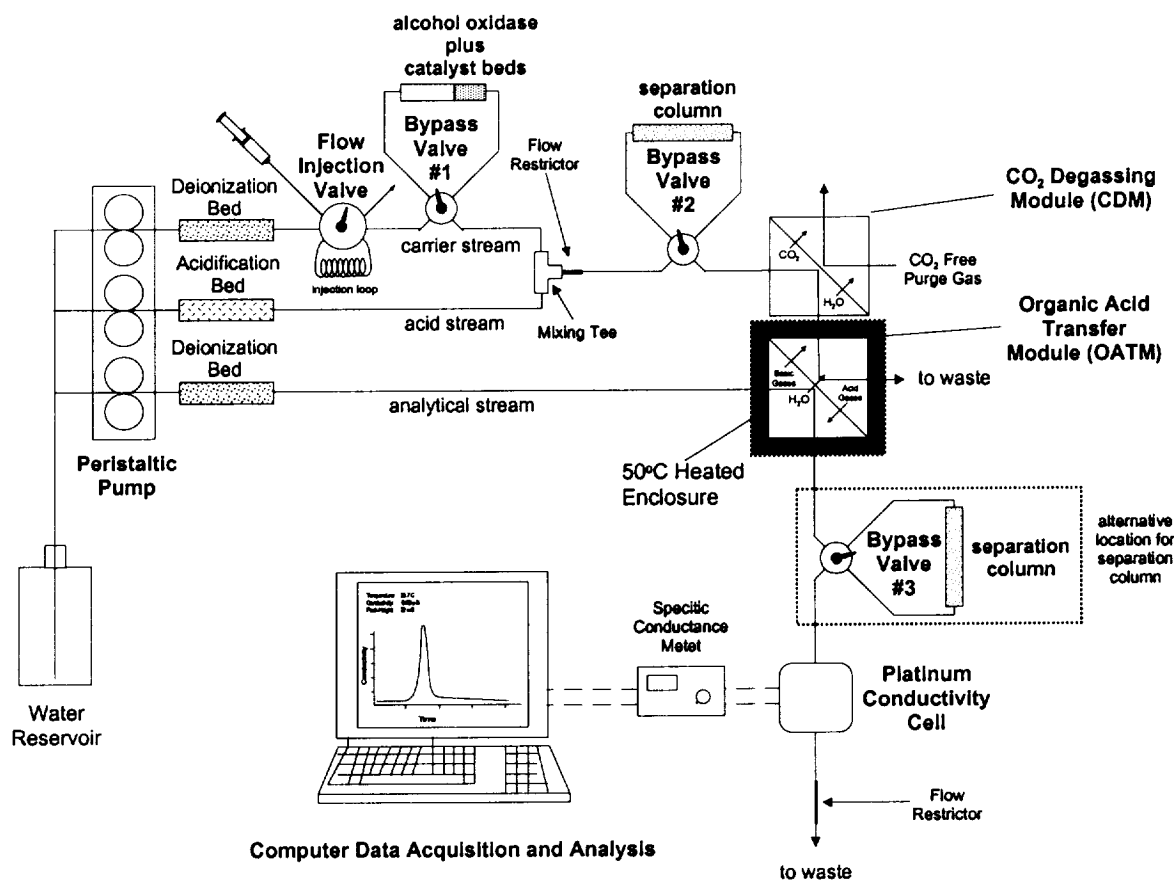 alcohol oxidase
plus
catalyst beds
separation
column
Flow
Injection
Valve
Bypass
Valve
#1
Flow
Restrictor
Bypass
Valve
#2
CO₂ Degassing
Module (CDM)
Deionization
Bed
carrier stream
CO₂
H₂O
CO₂ Free
Purge Gas
Acidification
Bed
injection loop
acid stream
Mixing Tee
Organic Acid
Transfer
Module (OATM)
Deionization
Bed
analytical stream
Basic
Gases
H₂O
Acid
Gases
to waste
Peristaltic
Pump
50ºC Heated
Enclosure
Bypass
Valve
#3
separation
column
alternative
location for
separation
column
Conductivity
Time
Specitic
Conductance
Metet
Platinum
Conductivity
Cell
Water
Reservoir
Flow
Restrictor
Computer Data Acquisition and Analysis
to waste